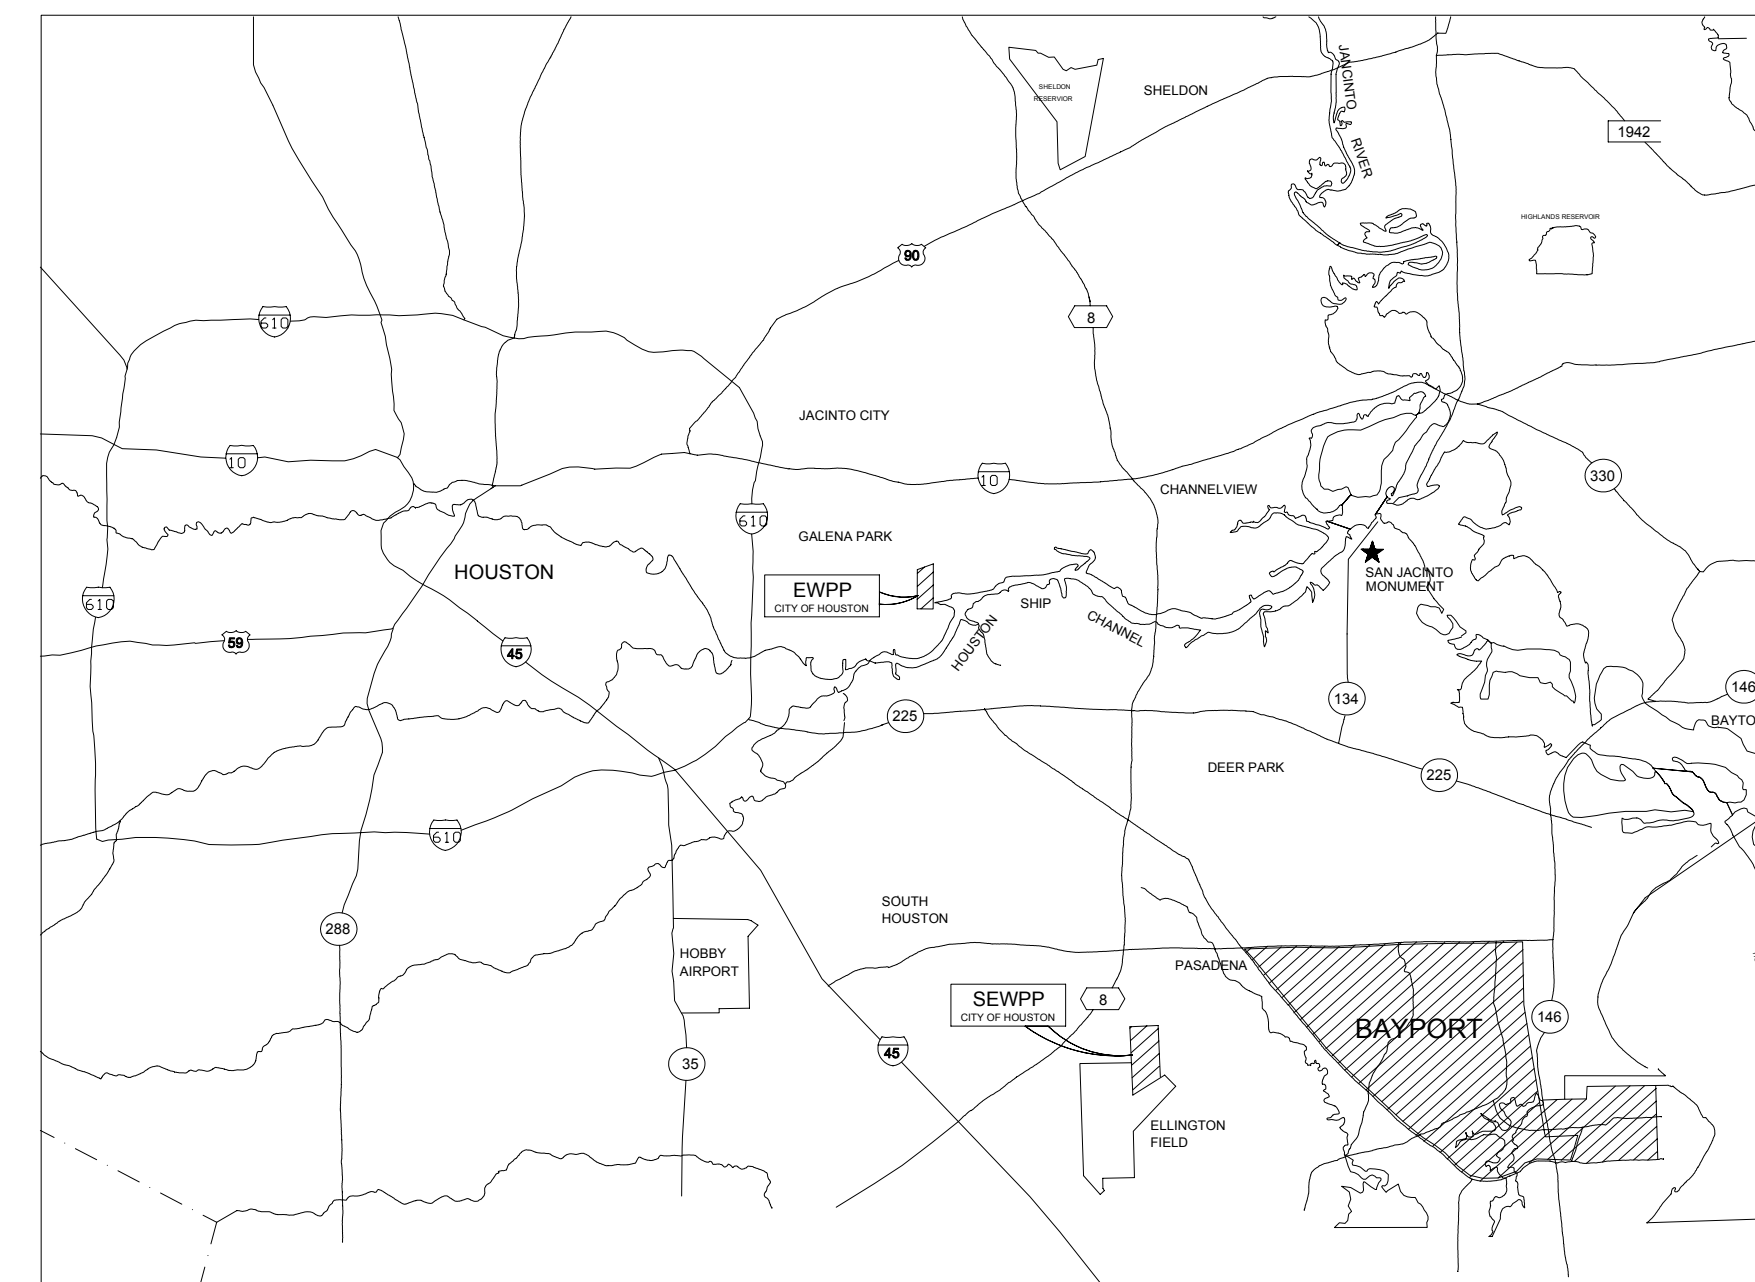 SHELDON
RESERVIOR
SHELDON
JANCINTO
RIVER
1942
HIGHLANDS RESERVOIR
90
8
610
JACINTO CITY
10
10
CHANNELVIEW
330
610
GALENA PARK
HOUSTON
EWPP
CITY OF HOUSTON
SAN JACINTO
MONUMENT
610
SHIP
CHANNEL
HOUSTON
59
45
134
146
225
BAYTO
DEER PARK
225
610
SOUTH
HOUSTON
288
HOBBY
AIRPORT
PASADENA
SEWPP
CITY OF HOUSTON
8
146
BAYPORT
45
35
ELLINGTON
FIELD